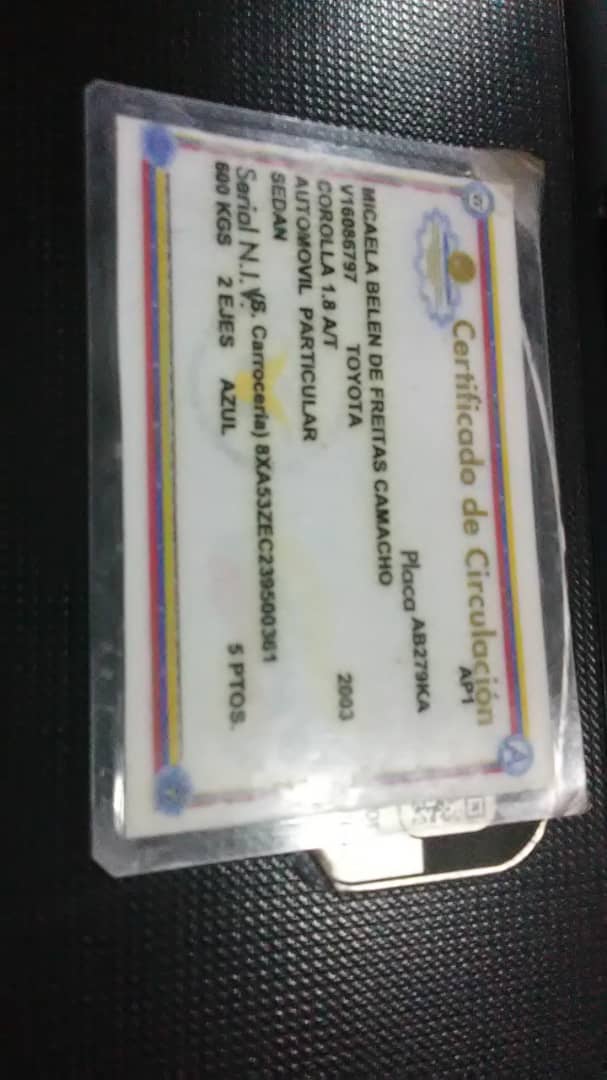 Certificado de Circulación
AP1
Placa AB279KA
MICAELA BELEN DE FREITAS CAMACHO
V16086797 TOYOTA
COROLLA 1.8 A/T 2003
AUTOMOVIL PARTICULAR
SEDAN
Serial N.I.V. (S. Carroceria) 8XA53ZEC239500361
600 KGS 2 EJES AZUL 5 PTOS.